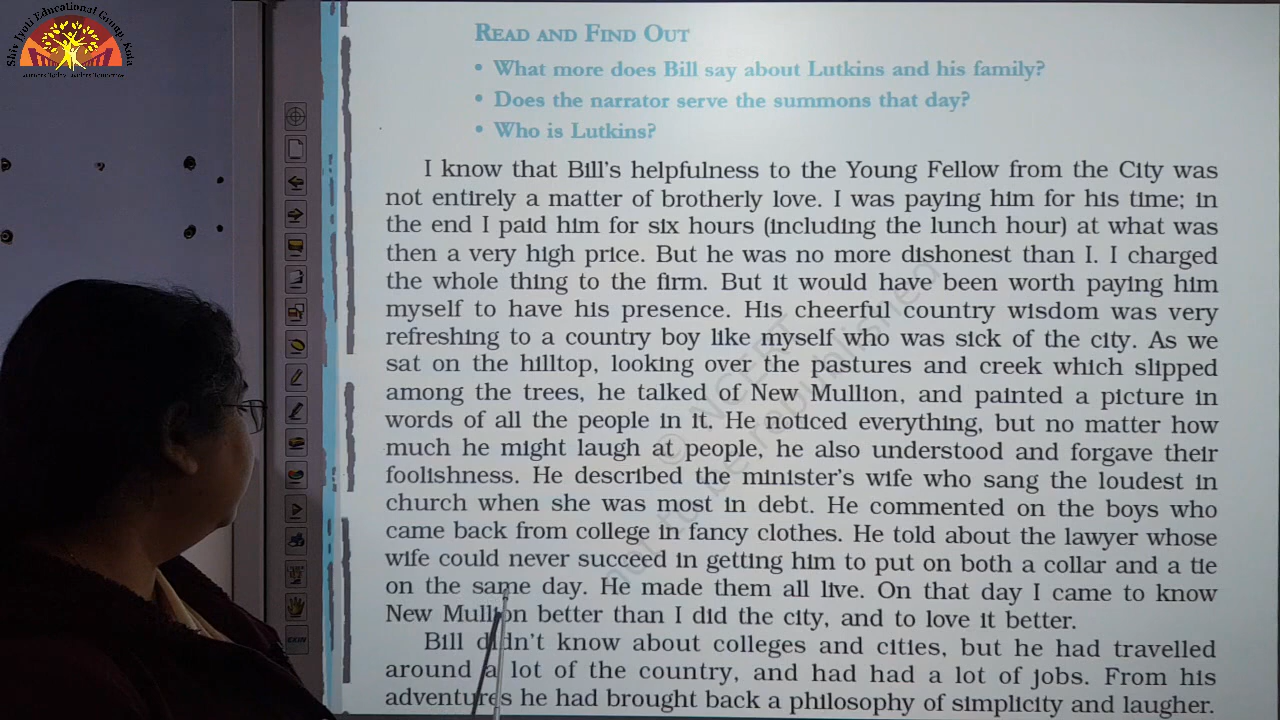 Shiv Jyoti Educational Group, Kota
READ AND FIND OUT
• What more does Bill say about Lutkins and his family?
• Does the narrator serve the summons that day?
• Who is Lutkins?
I know that Bill's helpfulness to the Young Fellow from the City was
not entirely a matter of brotherly love. I was paying him for his time; in
the end I paid him for six hours (including the lunch hour) at what was
then a very high price. But he was no more dishonest than I. I charged
the whole thing to the firm. But it would have been worth paying him
myself to have his presence. His cheerful country wisdom was very
refreshing to a country boy like myself who was sick of the city. As we
sat on the hilltop, looking over the pastures and creek which slipped
among the trees, he talked of New Mullion, and painted a picture in
words of all the people in it. He noticed everything, but no matter how
much he might laugh at people, he also understood and forgave their
foolishness. He described the minister's wife who sang the loudest in
church when she was most in debt. He commented on the boys who
came back from college in fancy clothes. He told about the lawyer whose
wife could never succeed in getting him to put on both a collar and a tie
on the same day. He made them all live. On that day I came to know
New Mullion better than I did the city, and to love it better.
Bill didn't know about colleges and cities, but he had travelled
around a lot of the country, and had had a lot of jobs. From his
adventures he had brought back a philosophy of simplicity and laugher.
© NCERT
not to be republished
EXIT